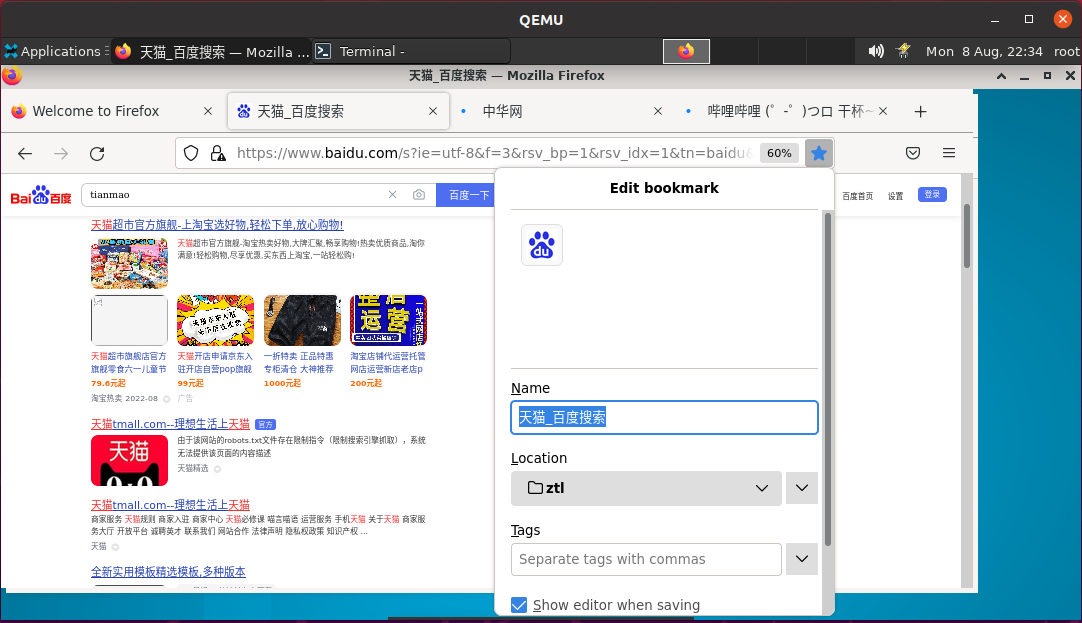 QEMU
Applications
天猫_百度搜索 — Mozilla ...
Terminal -
Mon 8 Aug, 22:34 root
天猫_百度搜索 — Mozilla Firefox
Welcome to Firefox
天猫_百度搜索
中华网
哔哩哔哩 (゜-゜)つロ 干杯~
https://www.baidu.com/s?ie=utf-8&f=3&rsv_bp=1&rsv_idx=1&tn=baidu&
60%
Bai du 百度
tianmao
百度一下
百度首页
设置
登录
天猫超市官方旗舰-上淘宝选好物,轻松下单,放心购物!
天猫超市官方旗舰-淘宝热卖好物,大牌汇聚,畅享购物!热卖优质商品,淘你
满意!轻松购物,尽享优惠,买东西上淘宝,一站轻松购!
天猫超市旗舰店官方
旗舰零食六一儿童节
79.6元起
天猫开店申请京东入
驻开店自营pop旗舰
99元起
一折特卖 正品特惠
专柜清仓 大神推荐
1000元起
运营
淘宝店铺代运营托管
网店运营新店老店p
200元起
淘宝热卖 2022-08
广告
天猫tmall.com--理想生活上天猫
官方
天猫
由于该网站的robots.txt文件存在限制指令（限制搜索引擎抓取），系统
无法提供该页面的内容描述
天猫精选
天猫tmall.com--理想生活上天猫
商家服务 天猫规则 商家入驻 商家中心 天猫必修课 喵言喵语 运营服务 手机天猫 关于天猫 商家服
务大厅 开放平台 诚聘英才 联系我们 网站合作 法律声明 隐私权政策 知识产权 ...
天猫
全新实用模板精选模板,多种版本
Edit bookmark
du
Name
天猫_百度搜索
Location
ztl
Tags
Separate tags with commas
Show editor when saving